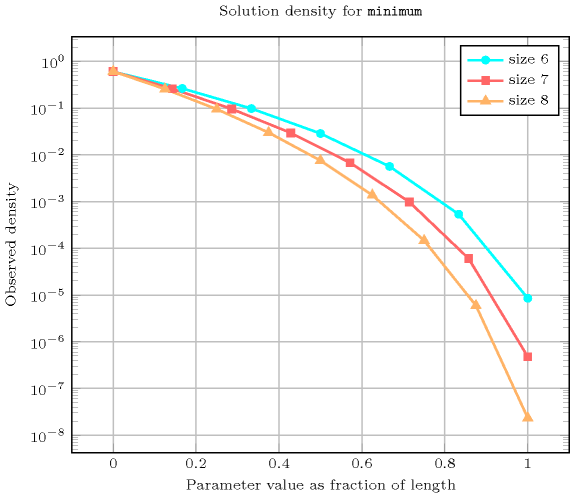 Solution density for minimum
10⁰
10⁻¹
10⁻²
10⁻³
10⁻⁴
10⁻⁵
10⁻⁶
10⁻⁷
10⁻⁸
Observed density
size 6
size 7
size 8
0 0.2 0.4 0.6 0.8 1
Parameter value as fraction of length